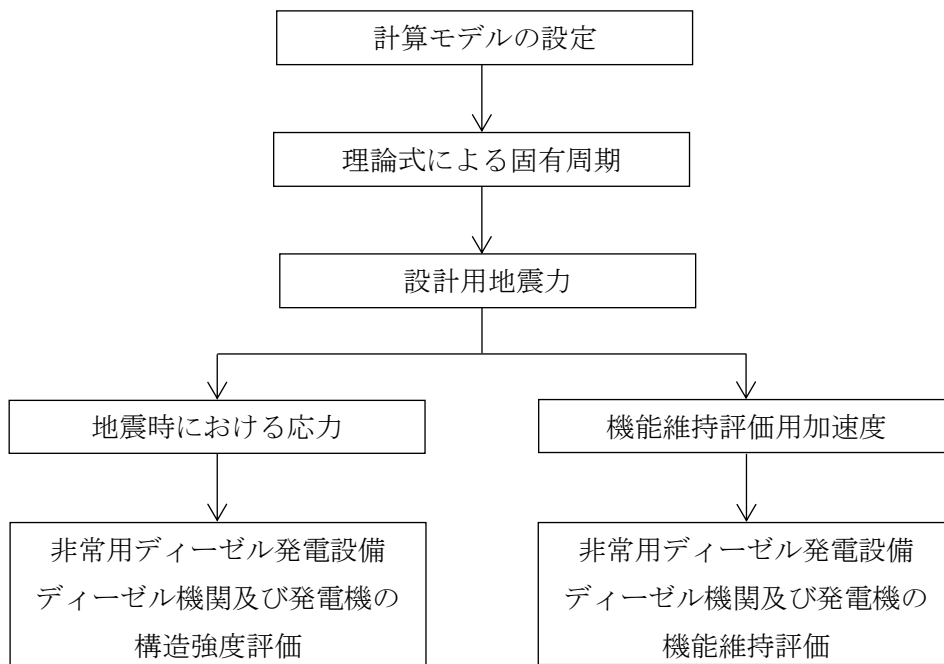 計算モデルの設定
理論式による固有周期
設計用地震力
地震時における応力
機能維持評価用加速度
非常用ディーゼル発電設備
ディーゼル機関及び発電機の
構造強度評価
非常用ディーゼル発電設備
ディーゼル機関及び発電機の
機能維持評価